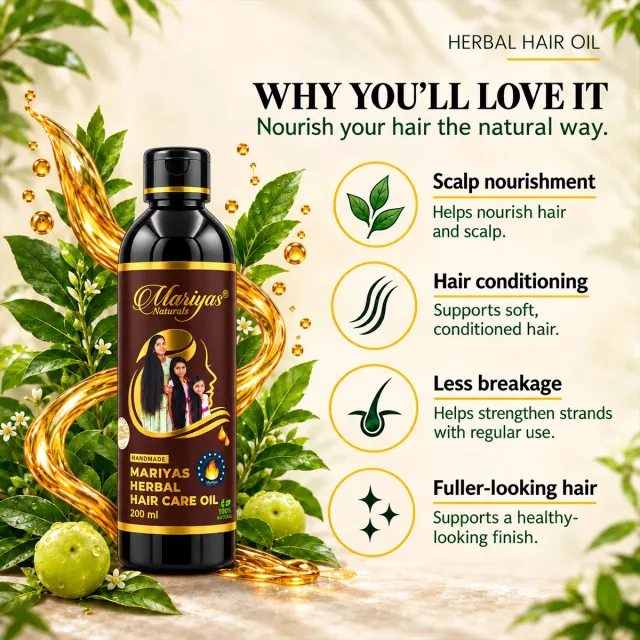 HERBAL HAIR OIL
WHY YOU'LL LOVE IT
Nourish your hair the natural way.
Scalp nourishment
Helps nourish hair
and scalp.
Hair conditioning
Supports soft,
conditioned hair.
Less breakage
Helps strengthen strands
with regular use.
Fuller-looking hair
Supports a healthy-
looking finish.
Mariyas®
Naturals
HANDMADE
MARIYAS
HERBAL
HAIR CARE OIL
200 ml
100%